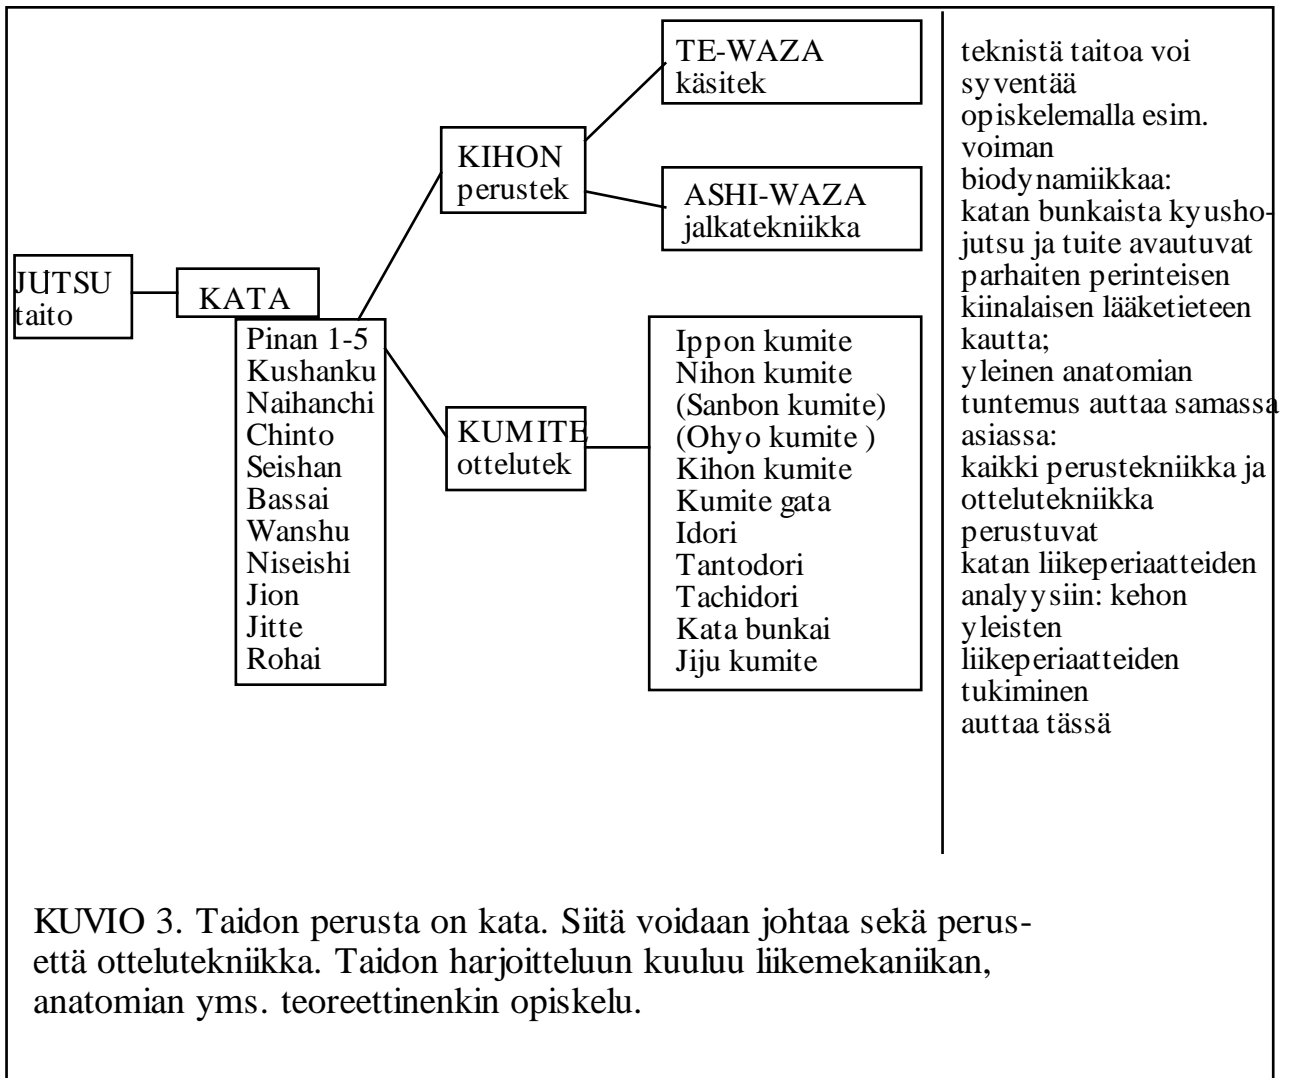 JUTSU
taito
KATA
Pinan 1-5
Kushanku
Naihanchi
Chinto
Seishan
Bassai
Wanshu
Niseishi
Jion
Jitte
Rohai
KIHON
perustek
KUMITE
ottelutek
TE-WAZA
käsitek
ASHI-WAZA
jalkatekniikka
Ippon kumite
Nihon kumite
(Sanbon kumite)
(Ohyo kumite )
Kihon kumite
Kumite gata
Idori
Tantodori
Tachidori
Kata bunkai
Jiju kumite
teknistä taitoa voi
syventää
opiskelemalla esim.
voiman
biodynamiikkaa:
katan bunkaista kyusho-
jutsu ja tuite avautuvat
parhaiten perinteisen
kiinalaisen lääketieteen
kautta;
yleinen anatomian
tuntemus auttaa samassa
asiassa:
kaikki perustekniikka ja
ottelutekniikka
perustuvat
katan liikeperiaatteiden
analyysiin: kehon
yleisten
liikeperiaatteiden
tukiminen
auttaa tässä
KUVIO 3. Taidon perusta on kata. Siitä voidaan johtaa sekä perus-
että ottelutekniikka. Taidon harjoitteluun kuuluu liikemekaniikan,
anatomian yms. teoreettinenkin opiskelu.